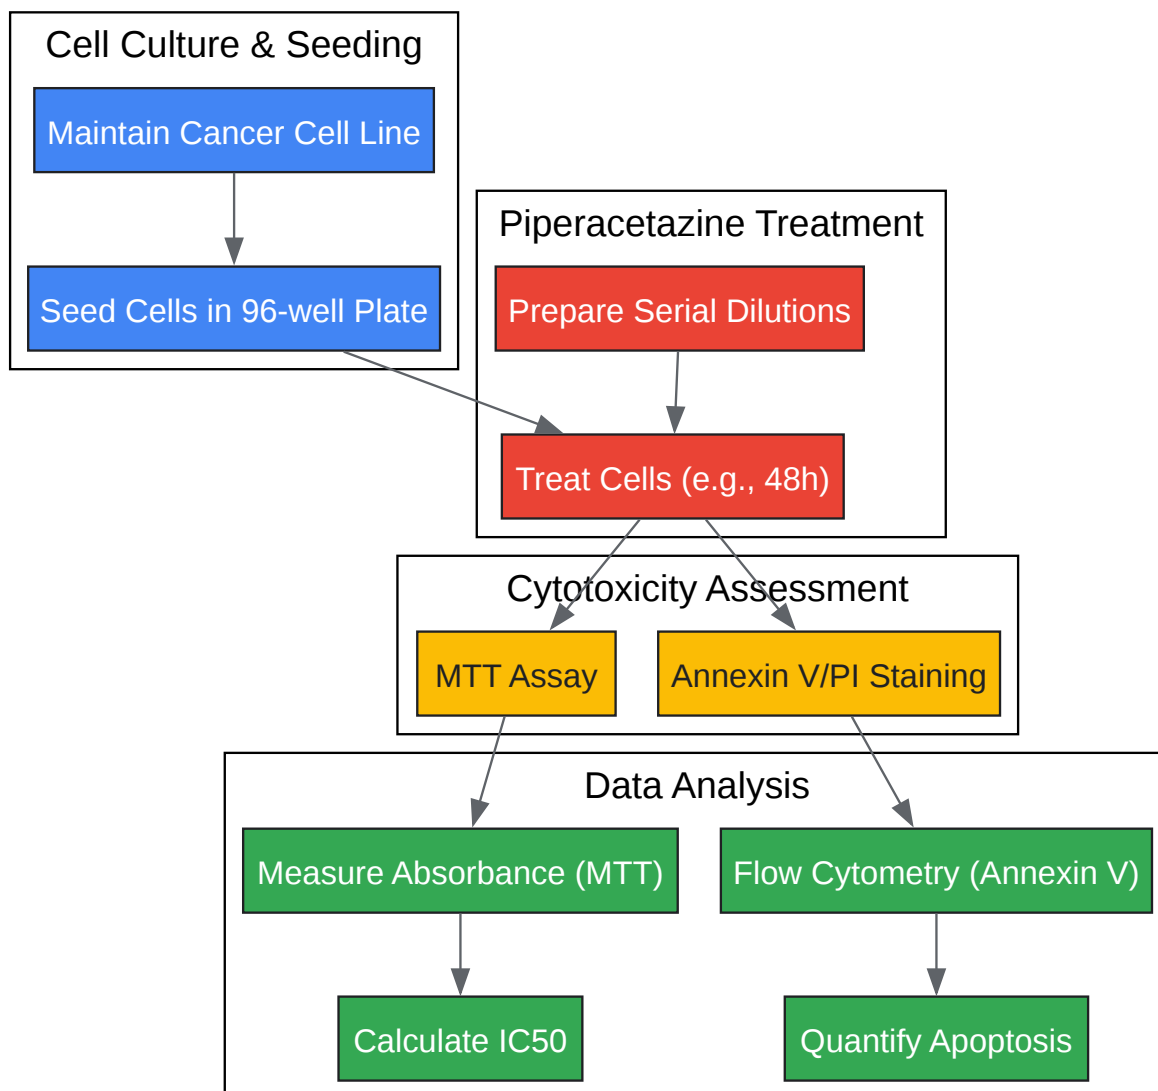 Cell Culture & Seeding
Maintain Cancer Cell Line
Seed Cells in 96-well Plate
Piperacetazine Treatment
Prepare Serial Dilutions
Treat Cells (e.g., 48h)
Cytotoxicity Assessment
MTT Assay
Annexin V/PI Staining
Data Analysis
Measure Absorbance (MTT)
Flow Cytometry (Annexin V)
Calculate IC50
Quantify Apoptosis